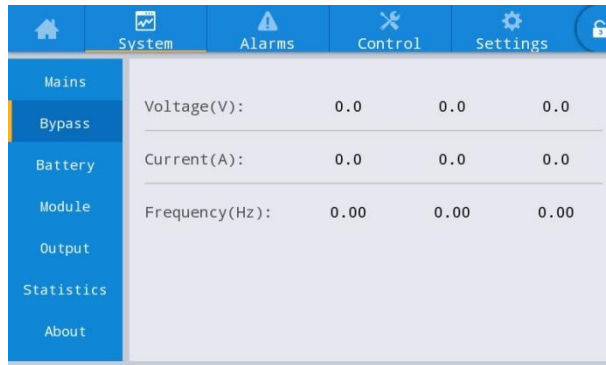 System Alarms Control Settings
Mains
Bypass
Battery
Module
Output
Statistics
About
Voltage(V): 0.0 0.0 0.0
Current(A): 0.0 0.0 0.0
Frequency(Hz): 0.00 0.00 0.00